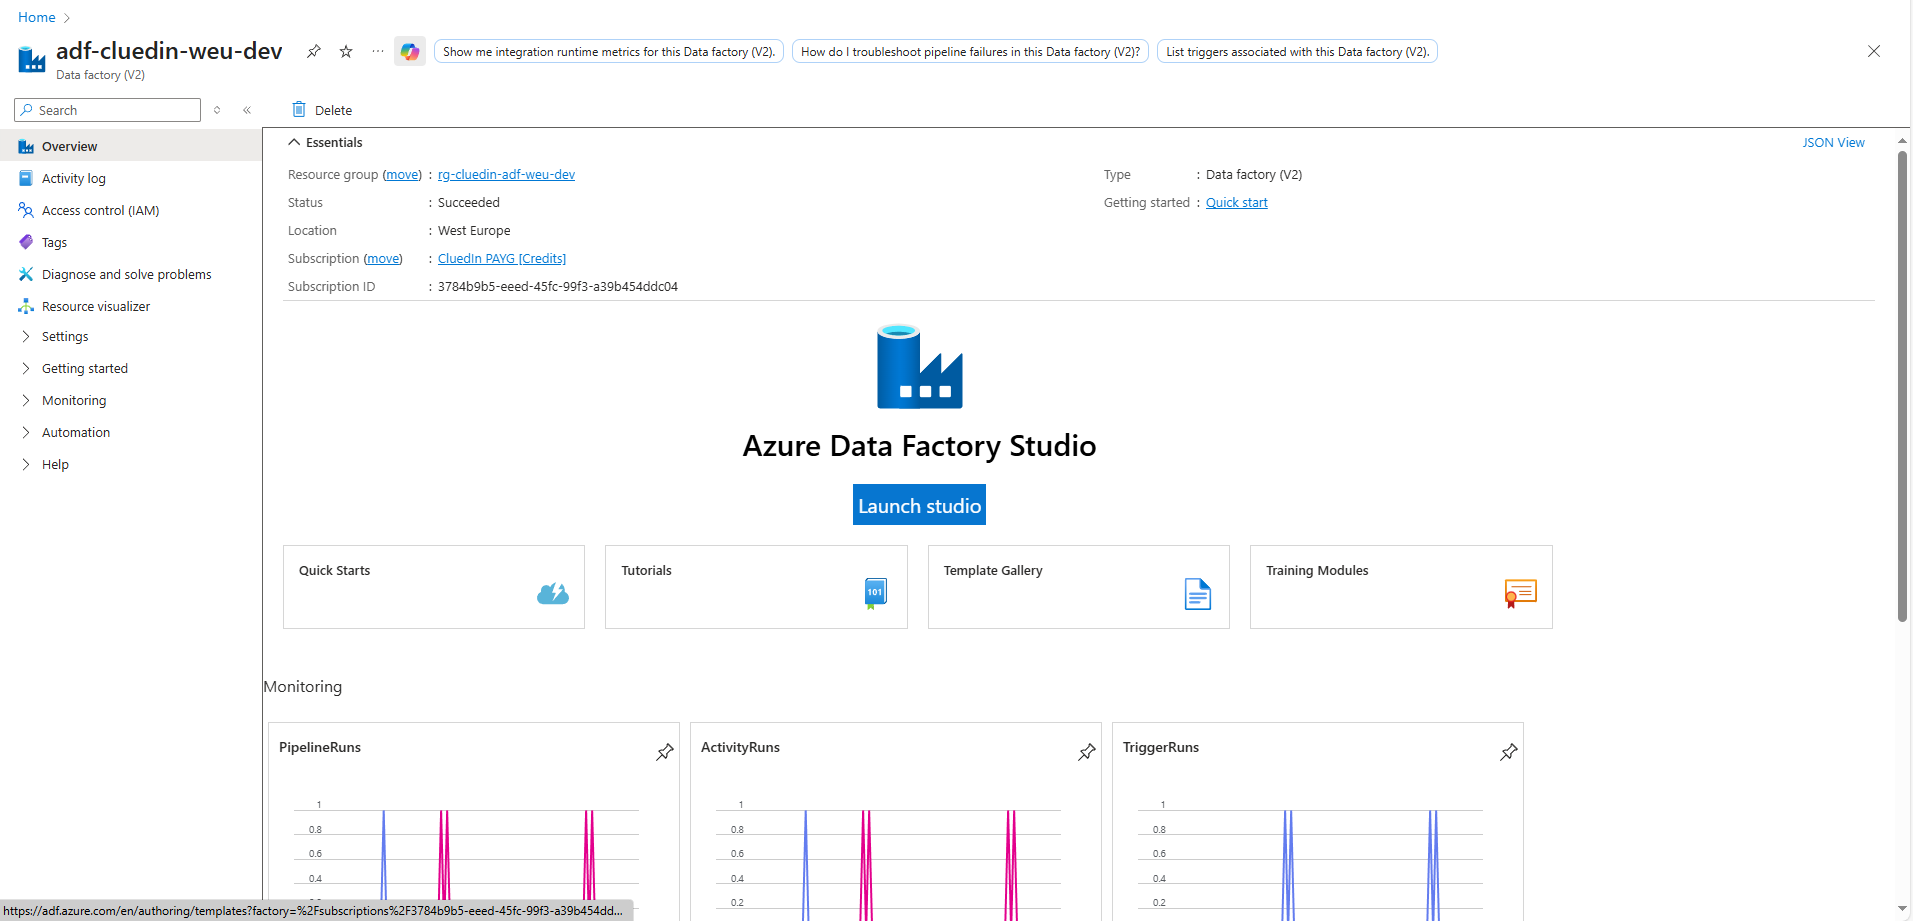 Home
adf-cluedin-weu-dev
Data factory (V2)
Show me integration runtime metrics for this Data factory (V2).
How do I troubleshoot pipeline failures in this Data factory (V2)?
List triggers associated with this Data factory (V2).
Search
Delete
Overview
Activity log
Access control (IAM)
Tags
Diagnose and solve problems
Resource visualizer
Settings
Getting started
Monitoring
Automation
Help
Essentials
JSON View
Resource group (move) : rg-cluedin-adf-weu-dev
Status : Succeeded
Location : West Europe
Subscription (move) : CluedIn PAYG [Credits]
Subscription ID : 3784b9b5-eeed-45fc-99f3-a39b454ddc04
Type : Data factory (V2)
Getting started : Quick start
Azure Data Factory Studio
Launch studio
Quick Starts
Tutorials
101
Template Gallery
Training Modules
Monitoring
PipelineRuns
1
0.8
0.6
0.4
ActivityRuns
1
0.8
0.6
0.4
0.2
TriggerRuns
1
0.8
0.6
0.4
0.2
https://adf.azure.com/en/authoring/templates?factory=%2Fsubscriptions%2F3784b9b5-eeed-45fc-99f3-a39b454dd...